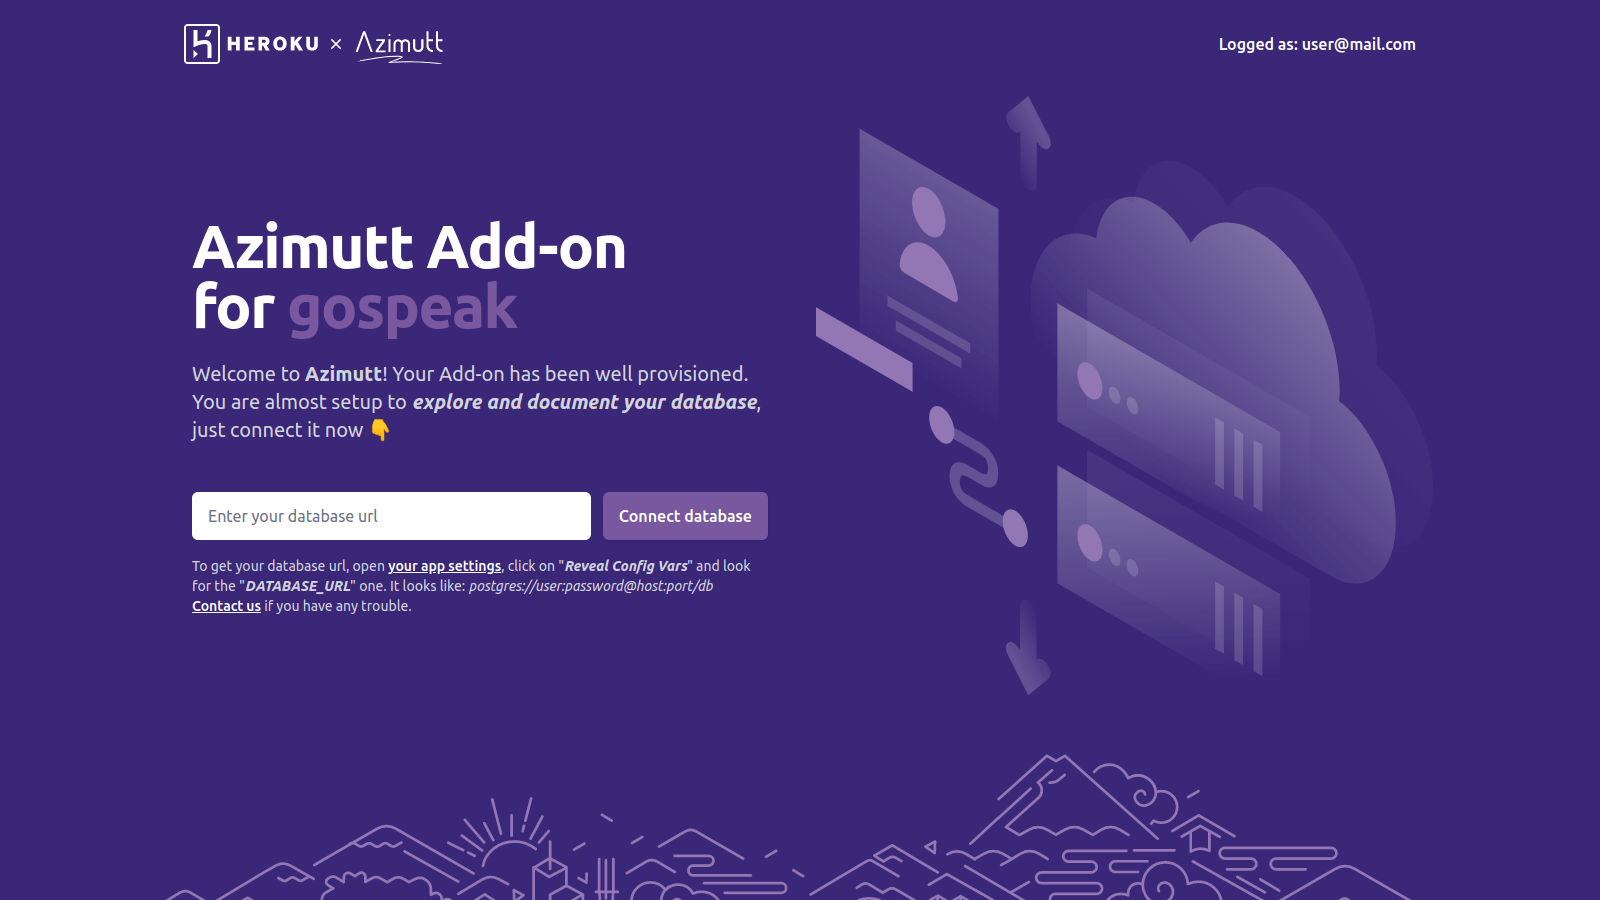 HEROKU × Azimutt
Logged as: user@mail.com
Azimutt Add-on
for gospeak
Welcome to Azimutt! Your Add-on has been well provisioned.
You are almost setup to explore and document your database,
just connect it now 👇
Enter your database url
Connect database
To get your database url, open your app settings, click on "Reveal Config Vars" and look
for the "DATABASE_URL" one. It looks like: postgres://user:password@host:port/db
Contact us if you have any trouble.